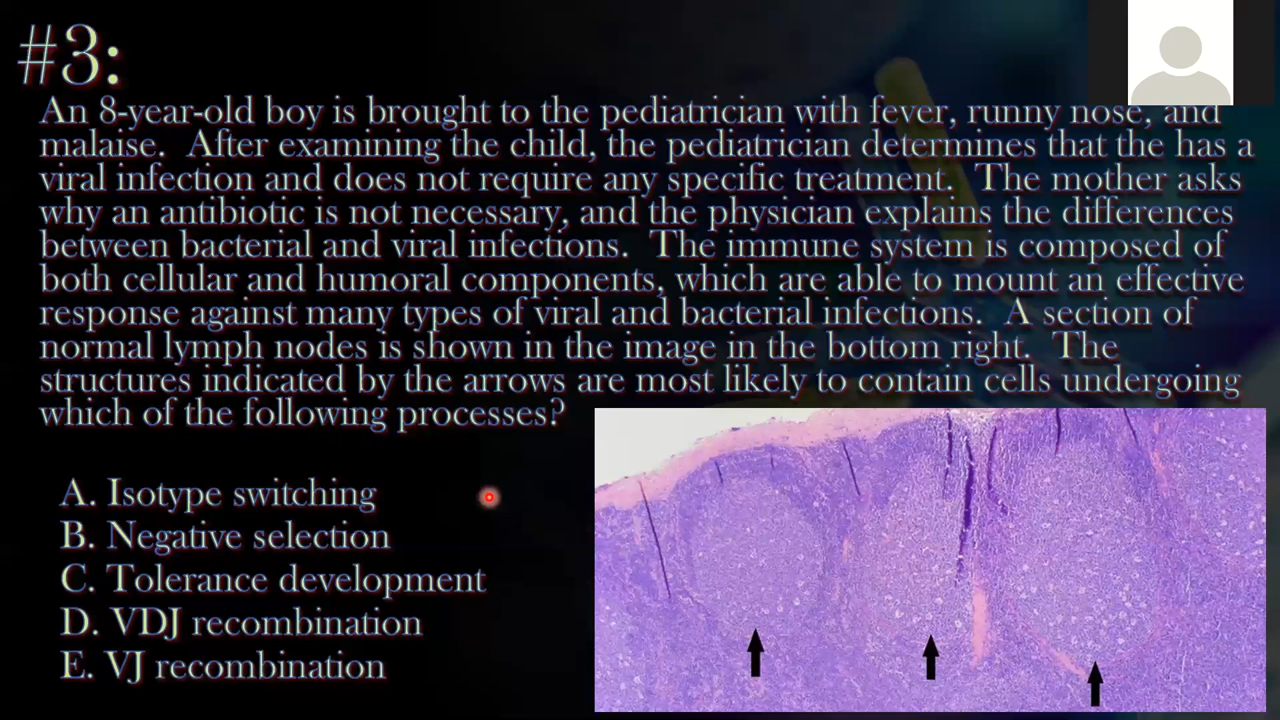 #3:
An 8-year-old boy is brought to the pediatrician with fever, runny nose, and
malaise.  After examining the child, the pediatrician determines that the has a
viral infection and does not require any specific treatment.  The mother asks
why an antibiotic is not necessary, and the physician explains the differences
between bacterial and viral infections.  The immune system is composed of
both cellular and humoral components, which are able to mount an effective
response against many types of viral and bacterial infections.  A section of
normal lymph nodes is shown in the image in the bottom right.  The
structures indicated by the arrows are most likely to contain cells undergoing
which of the following processes?
A. Isotype switching
B. Negative selection
C. Tolerance development
D. VDJ recombination
E. VJ recombination